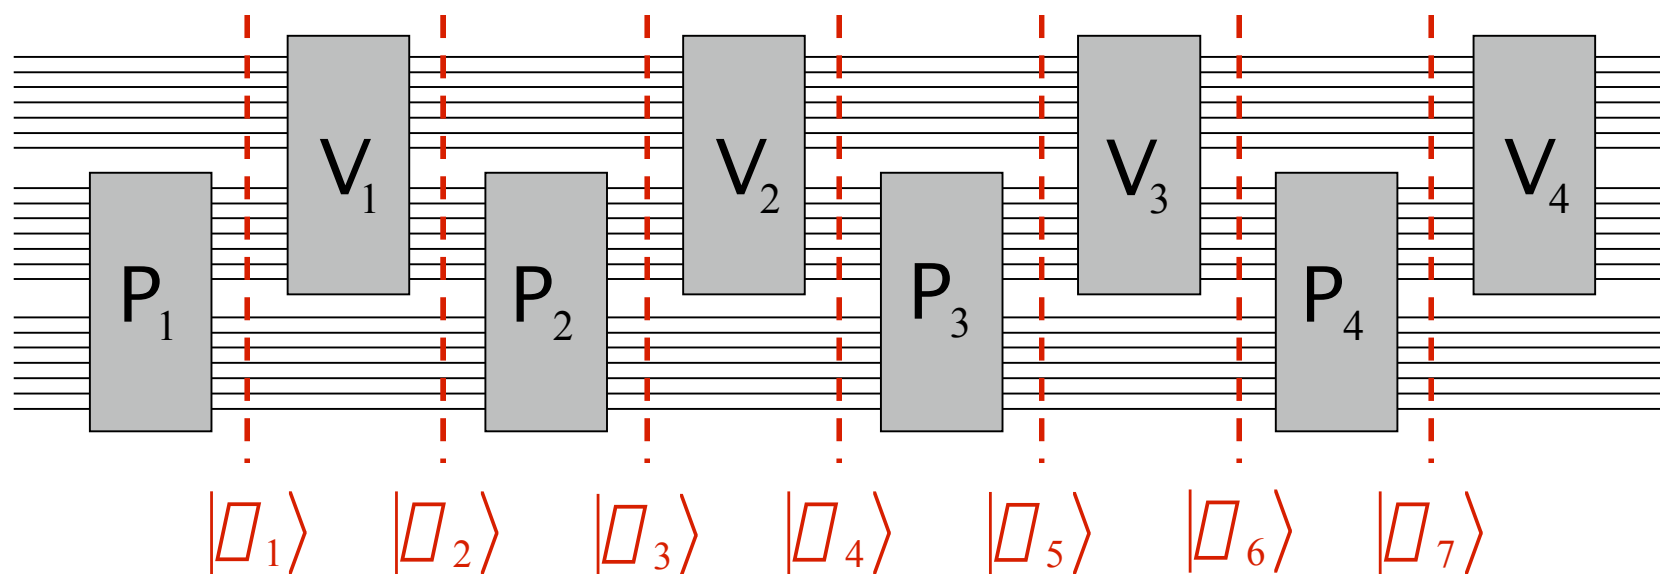 V₁ V₂ V₃ V₄
P₁ P₂ P₃ P₄
|▯₁⟩ |▯₂⟩ |▯₃⟩ |▯₄⟩ |▯₅⟩ |▯₆⟩ |▯₇⟩